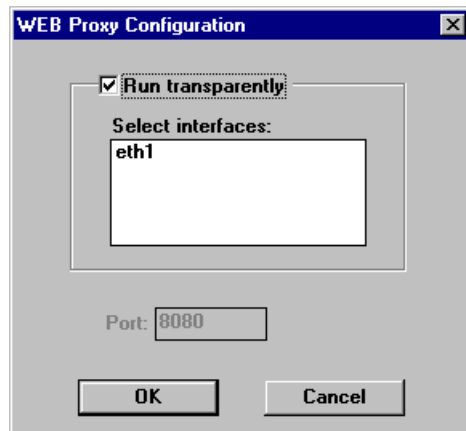 WEB Proxy Configuration
Run transparently
Select interfaces:
eth1
Port: 8080
OK Cancel